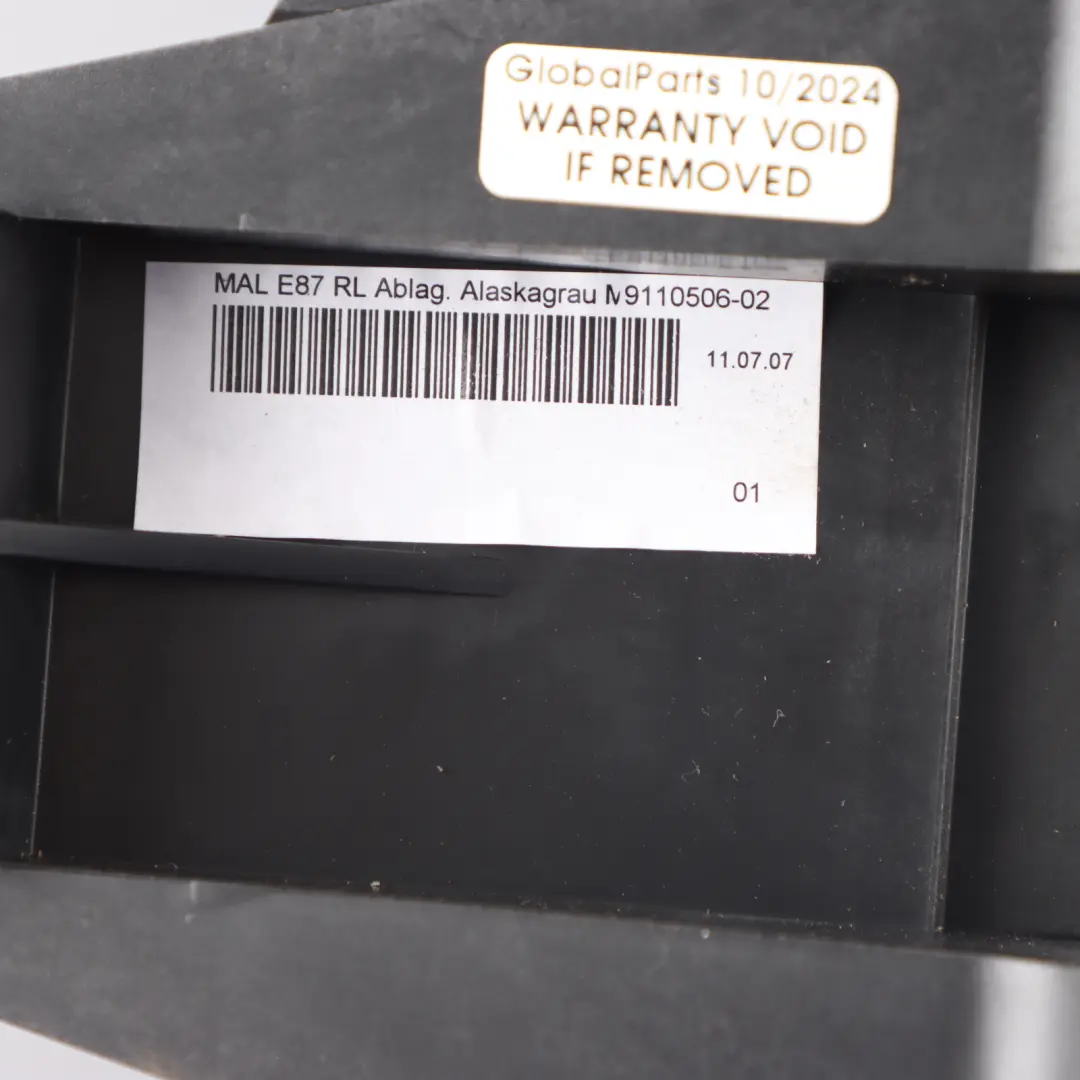 GlobalParts 10/2024
WARRANTY VOID
IF REMOVED
MAL E87 RL Ablag. Alaskagrau M9110506-02
11.07.07
01